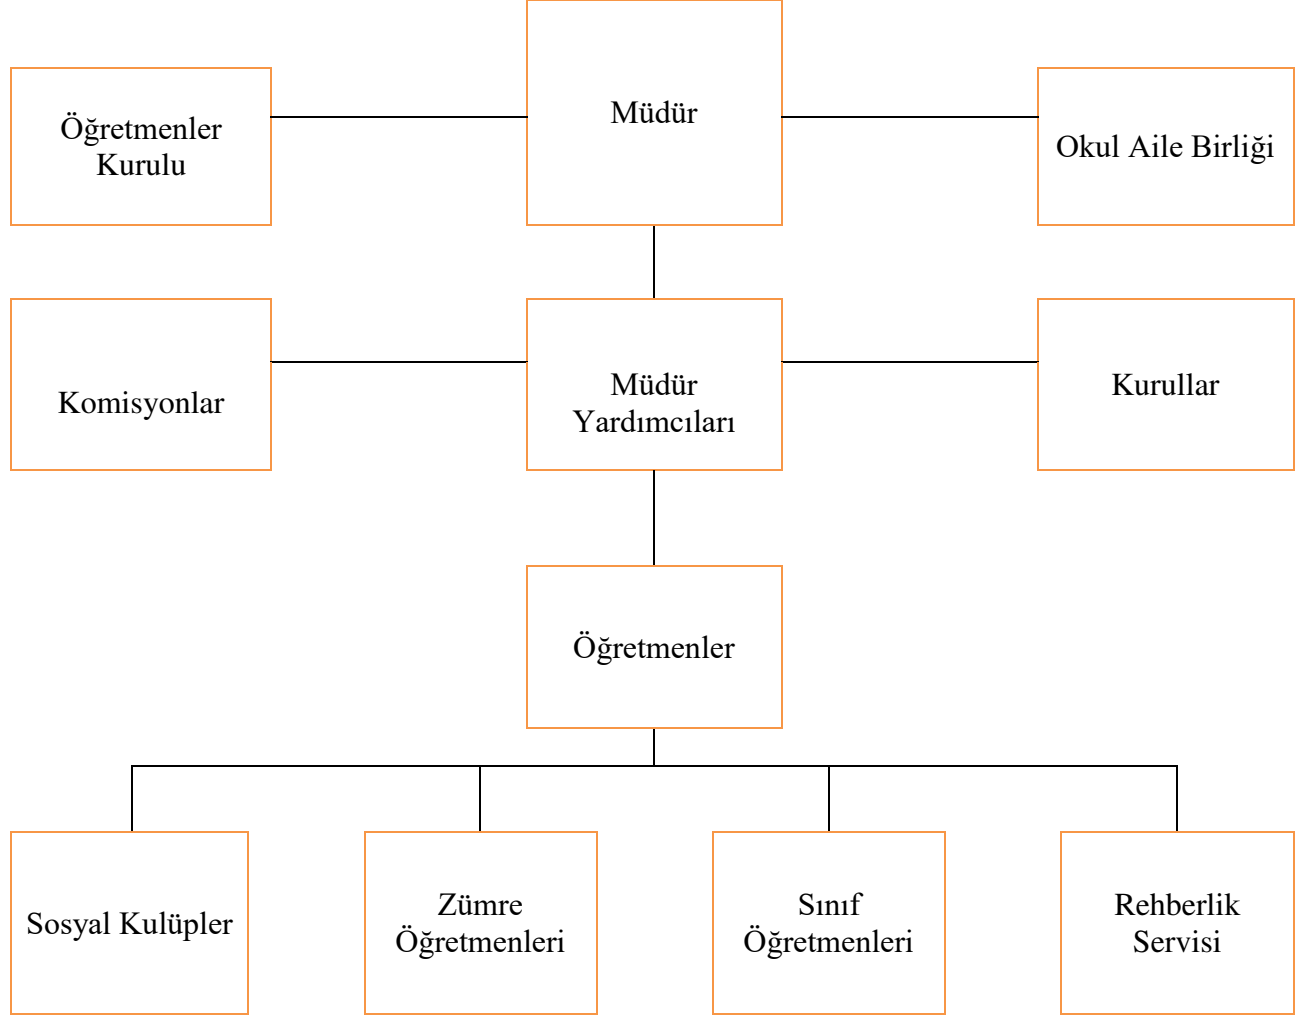 Öğretmenler
Kurulu
Müdür
Okul Aile Birliği
Komisyonlar
Müdür
Yardımcıları
Kurullar
Öğretmenler
Sosyal Kulüpler
Zümre
Öğretmenleri
Sınıf
Öğretmenleri
Rehberlik
Servisi